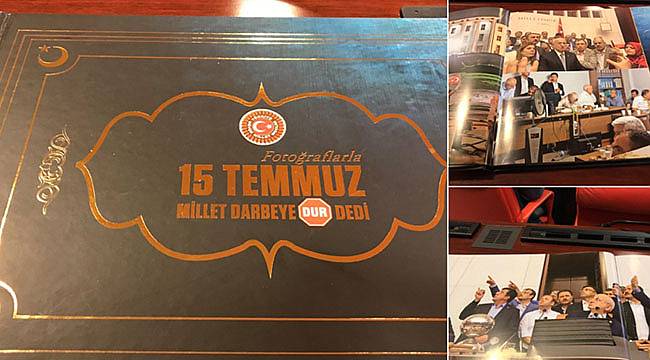 Fotoğraflarla
15 TEMMUZ
MİLLET DARBEYE DUR DEDİ